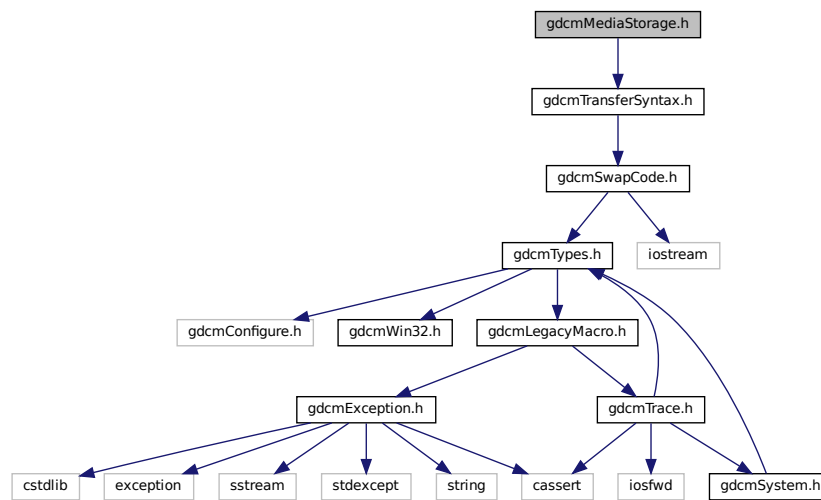 gdcmMediaStorage.h
gdcmTransferSyntax.h
gdcmSwapCode.h
gdcmTypes.h
iostream
gdcmConfigure.h
gdcmWin32.h
gdcmLegacyMacro.h
gdcmException.h
gdcmTrace.h
cstdlib
exception
sstream
stdexcept
string
cassert
iosfwd
gdcmSystem.h